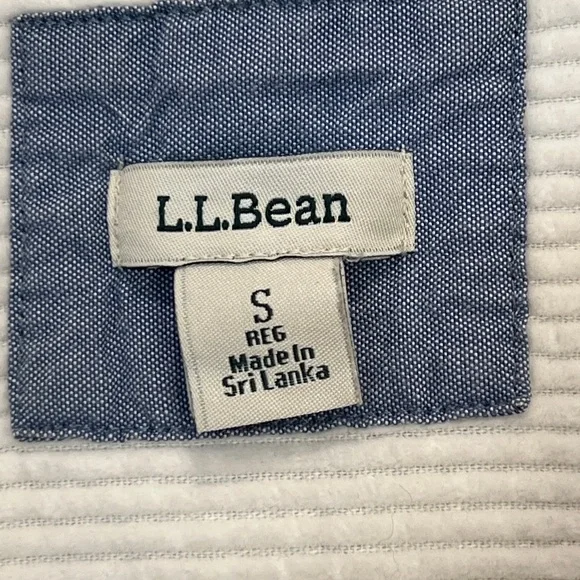 L.L.Bean
S
REG
Made In
Sri Lanka